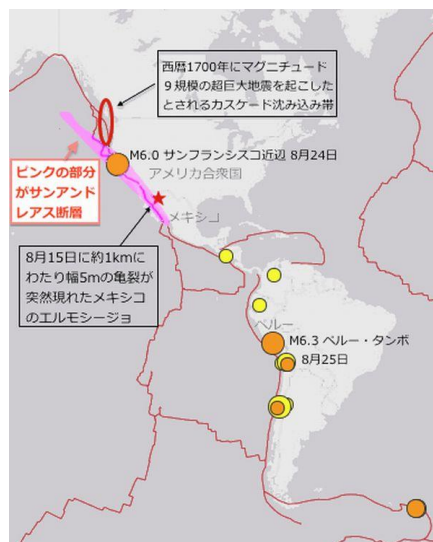 西暦1700年にマグニチュード
９規模の超巨大地震を起こした
とされるカスケード沈み込み帯
M6.0 サンフランシスコ近辺 8月24日
アメリカ合衆国
ピンクの部分
がサンアンド
レアス断層
メキシコ
8月15日に約1kmに
わたり幅5mの亀裂が
突然現れたメキシコ
のエルモシージョ
ペルー
M6.3 ペルー・タンボ
8月25日